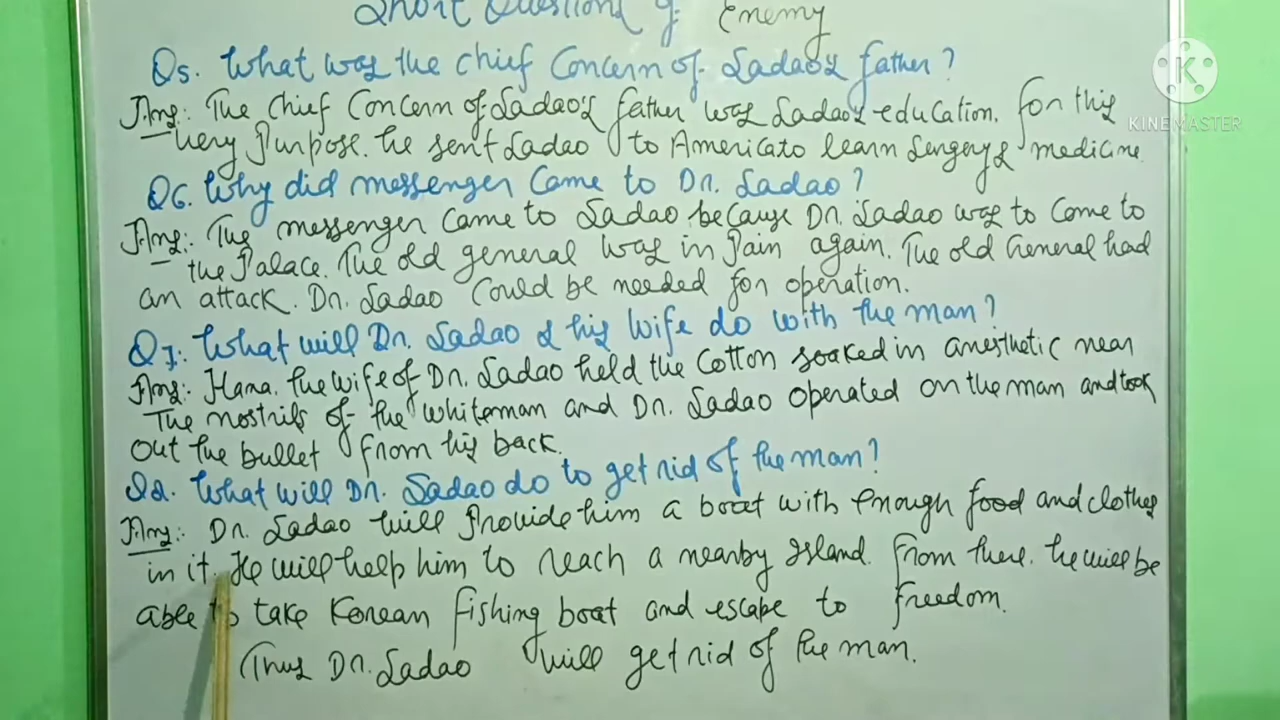 Short Questions of Enemy
Q5. What was the chief Concern of Sadao's father?
Ans: The Chief Concern of Sadao's father was Sadao's education. For this
very Purpose. he sent Sadao to America to learn Surgery & medicine.
Q6. Why did messenger Came to Dr. Sadao?
Ans: The messenger Came to Sadao because Dr. Sadao was to Come to
the Palace. The old general was in Pain again. The old General had
an attack. Dr. Sadao Could be needed for operation.
Q7. What will Dr. Sadao & his Wife do with the man?
Ans: Hana. the wife of Dr. Sadao held the Cotton soaked in anesthetic near
The nostrils of the whiteman and Dr. Sadao operated on the man and took
out the bullet from his back.
What will Dr. Sadao do to get rid of the man?
Ans: Dr. Sadao will Provide him a boat with enough food and clothes
in it. He will help him to reach a nearby Island. From there. he will be
able to take Korean fishing boat and escape to freedom.
Thus Dr. Sadao will get rid of the man.
K
KINEMASTER